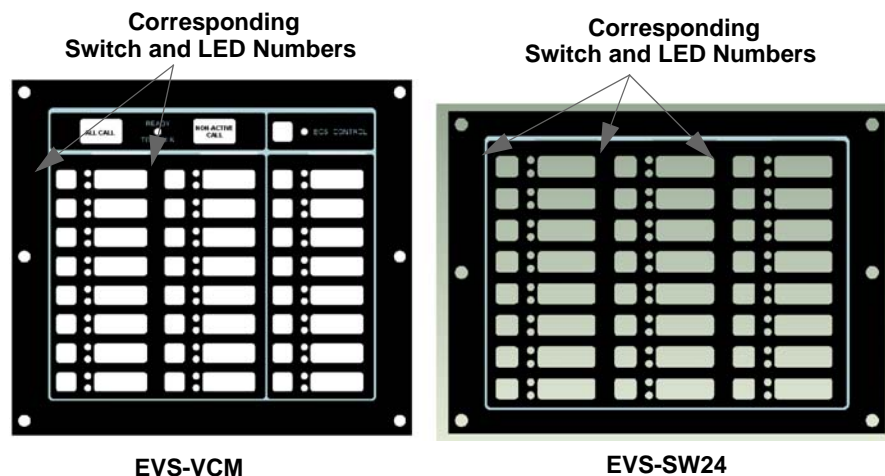 Corresponding
Switch and LED Numbers
Corresponding
Switch and LED Numbers
ALL CALL
READY
NON-ACTIVE
CALL
ECS CONTROL
EVS-VCM
EVS-SW24